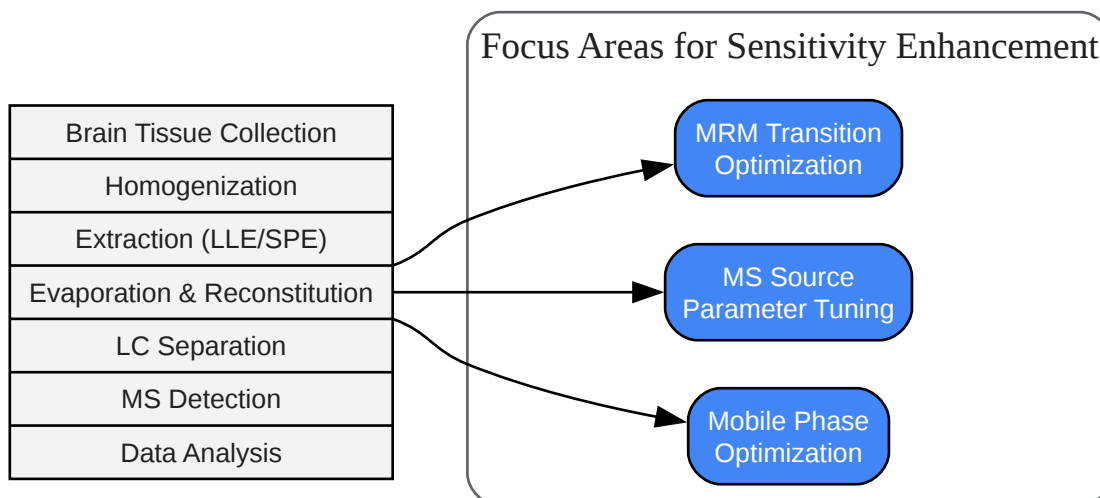 Focus Areas for Sensitivity Enhancement
Brain Tissue Collection
Homogenization
Extraction (LLE/SPE)
Evaporation & Reconstitution
LC Separation
MS Detection
Data Analysis
MRM Transition
Optimization
MS Source
Parameter Tuning
Mobile Phase
Optimization